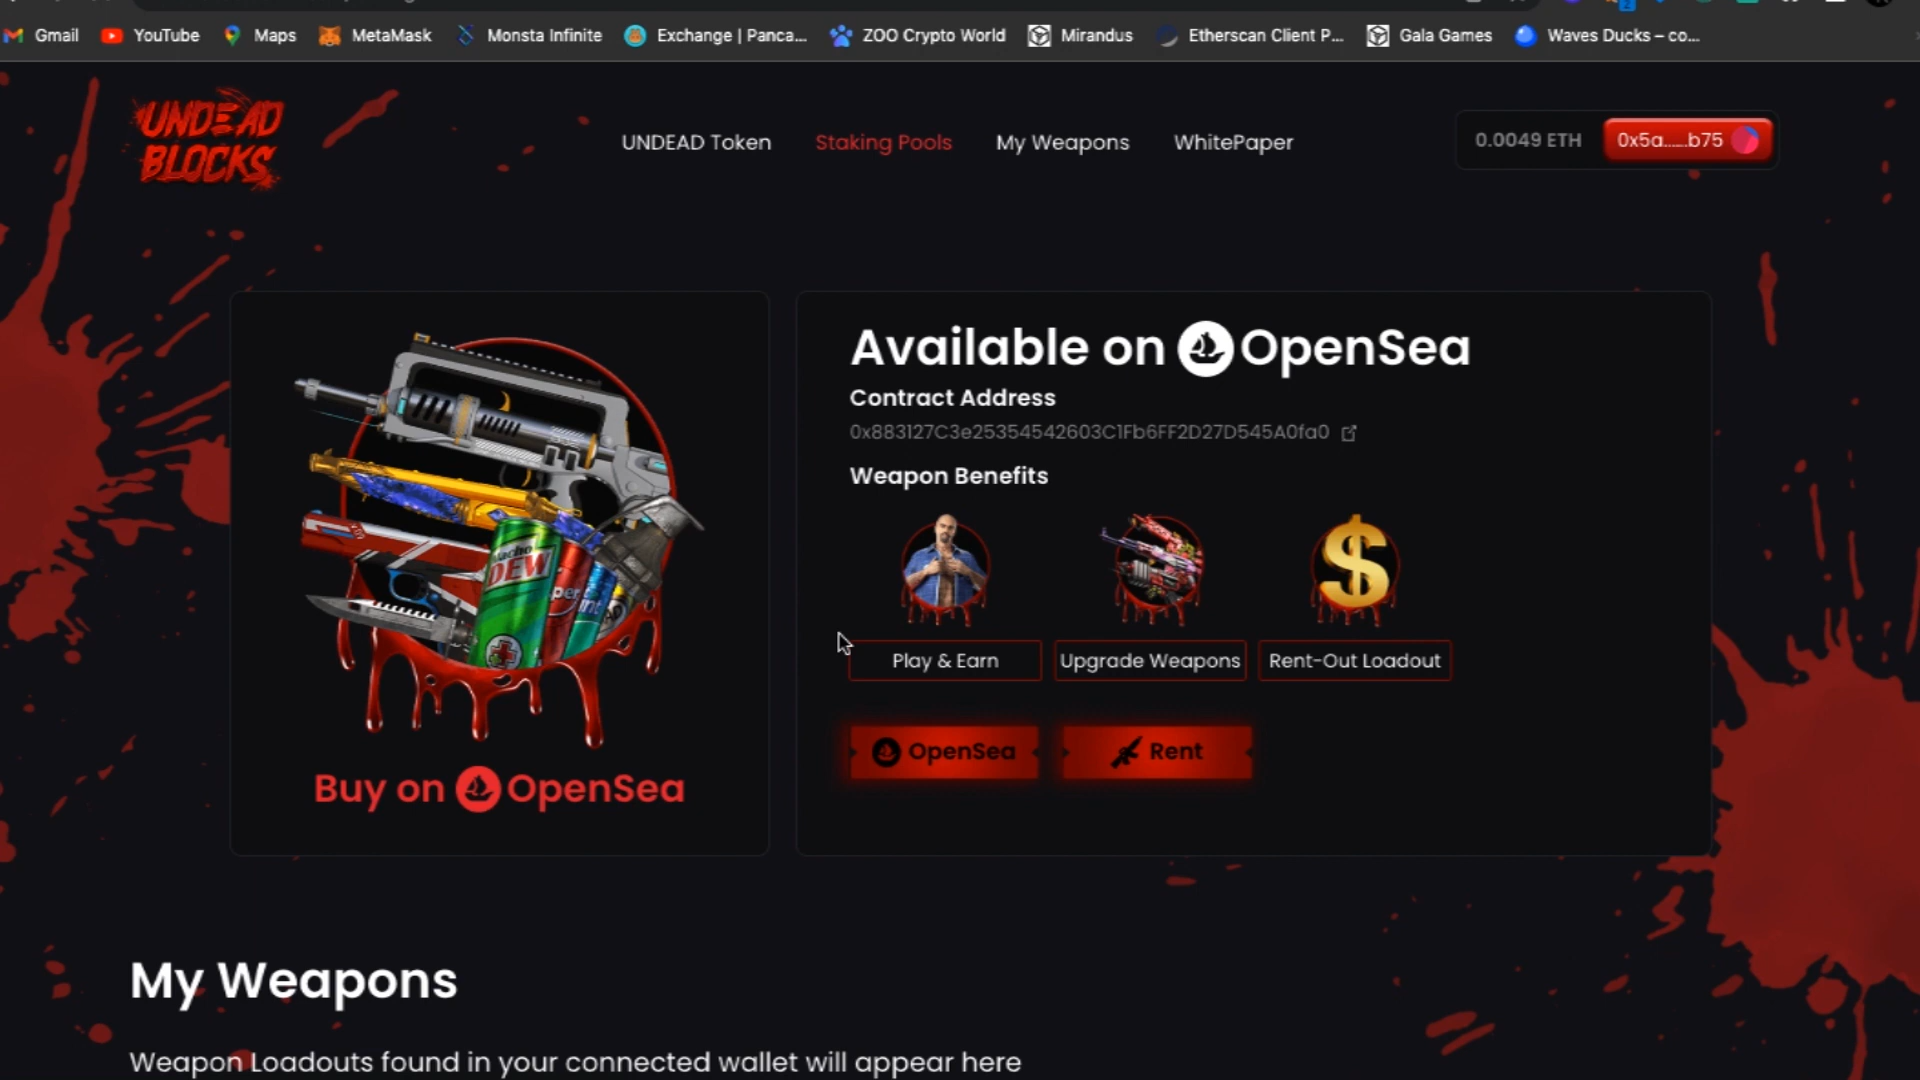 Gmail YouTube Maps MetaMask Monsta Infinite Exchange | Panca... ZOO Crypto World Mirandus Etherscan Client P... Gala Games Waves Ducks – co...
UNDEAD
BLOCKS
UNDEAD Token Staking Pools My Weapons WhitePaper
0.0049 ETH 0x5a......b75
Nacho
DEW
Buy on OpenSea
Available on OpenSea
Contract Address
0x883127C3e25354542603C1Fb6FF2D27D545A0fa0
Weapon Benefits
Play & Earn Upgrade Weapons Rent-Out Loadout
OpenSea Rent
My Weapons
Weapon Loadouts found in your connected wallet will appear here